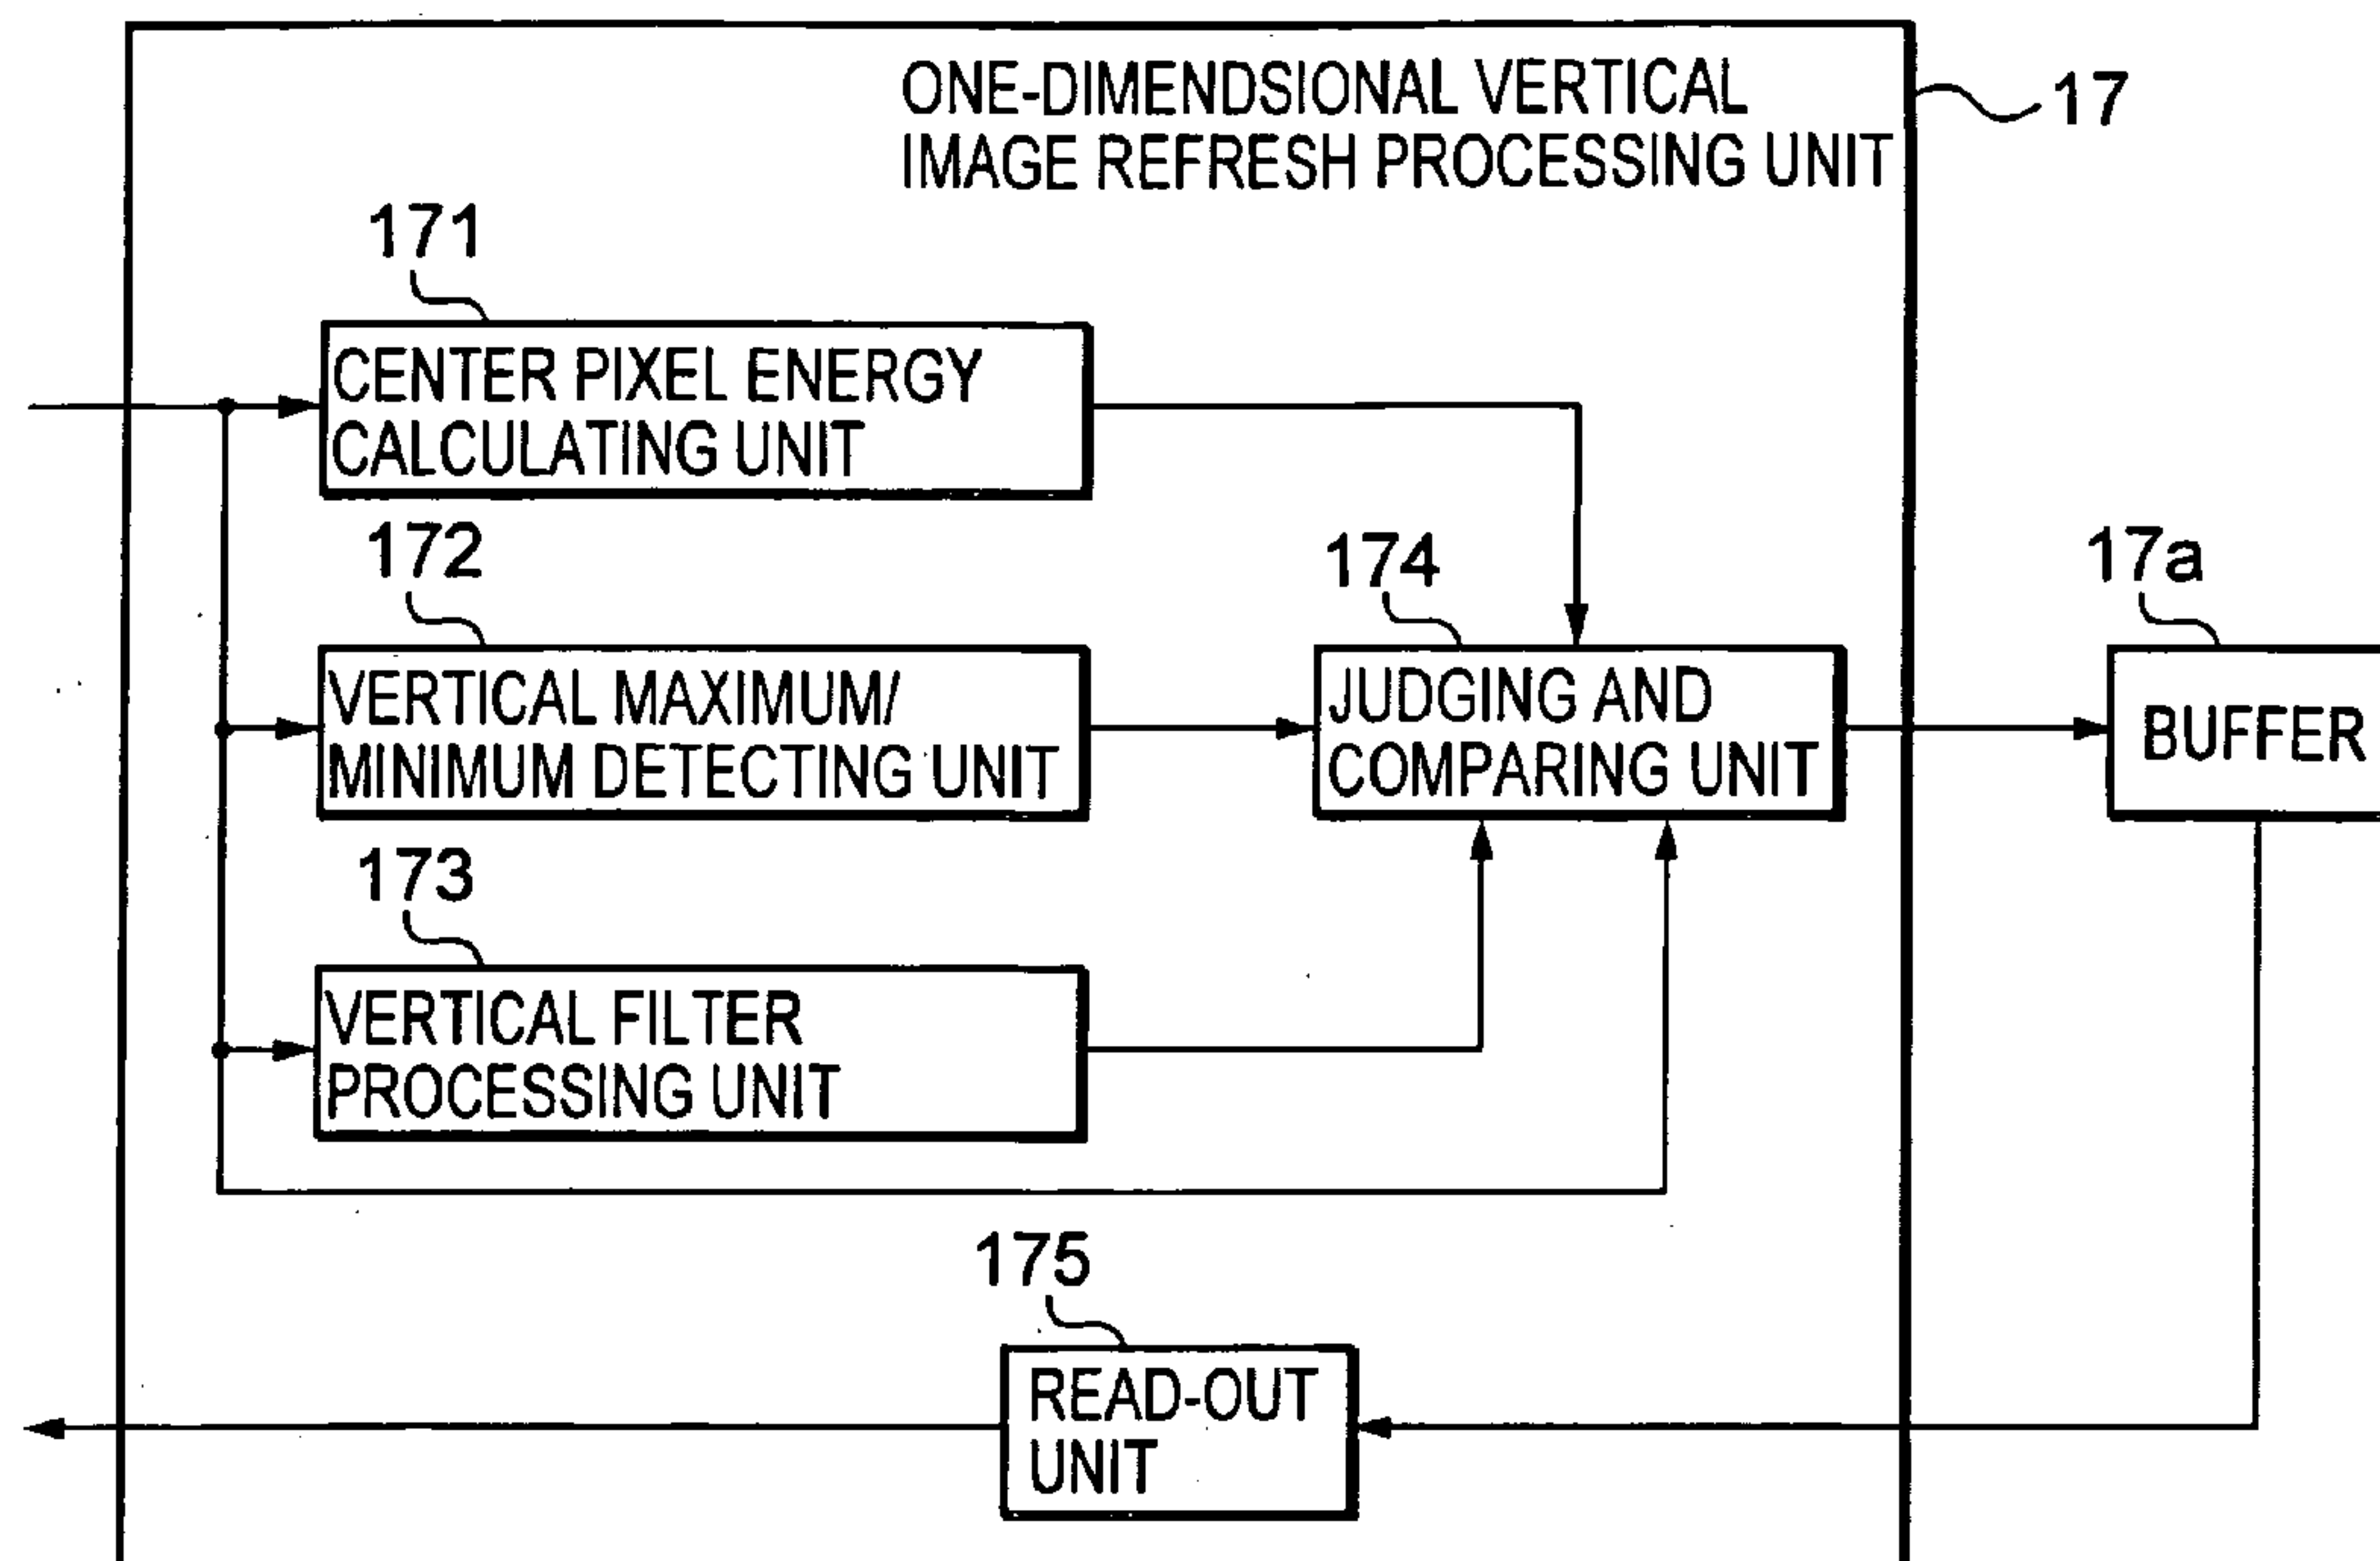 ONE-DIMENDSIONAL VERTICAL
IMAGE REFRESH PROCESSING UNIT
17
171
CENTER PIXEL ENERGY
CALCULATING UNIT
172
VERTICAL MAXIMUM/
MINIMUM DETECTING UNIT
174
JUDGING AND
COMPARING UNIT
17a
BUFFER
173
VERTICAL FILTER
PROCESSING UNIT
175
READ-OUT
UNIT